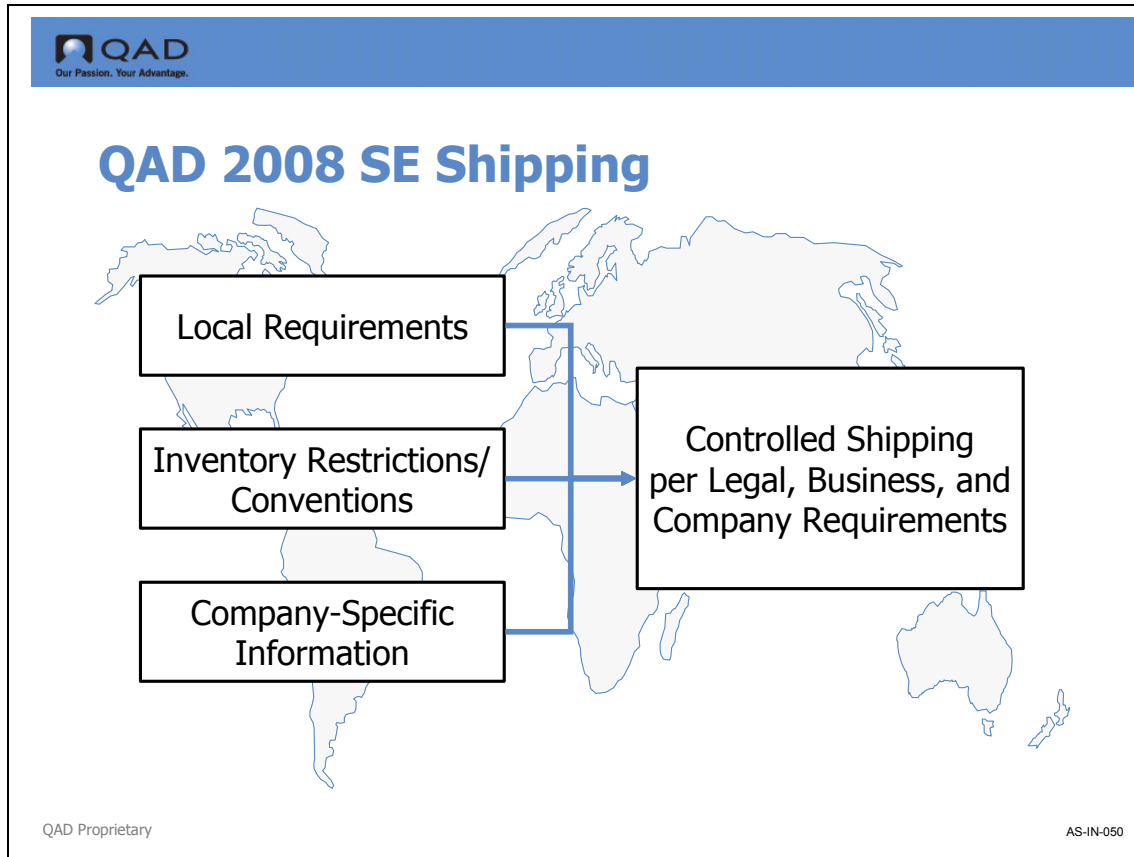 QAD
Our Passion. Your Advantage.
QAD 2008 SE Shipping
Local Requirements
Inventory Restrictions/
Conventions
Company-Specific
Information
Controlled Shipping
per Legal, Business, and
Company Requirements
QAD Proprietary
AS-IN-050